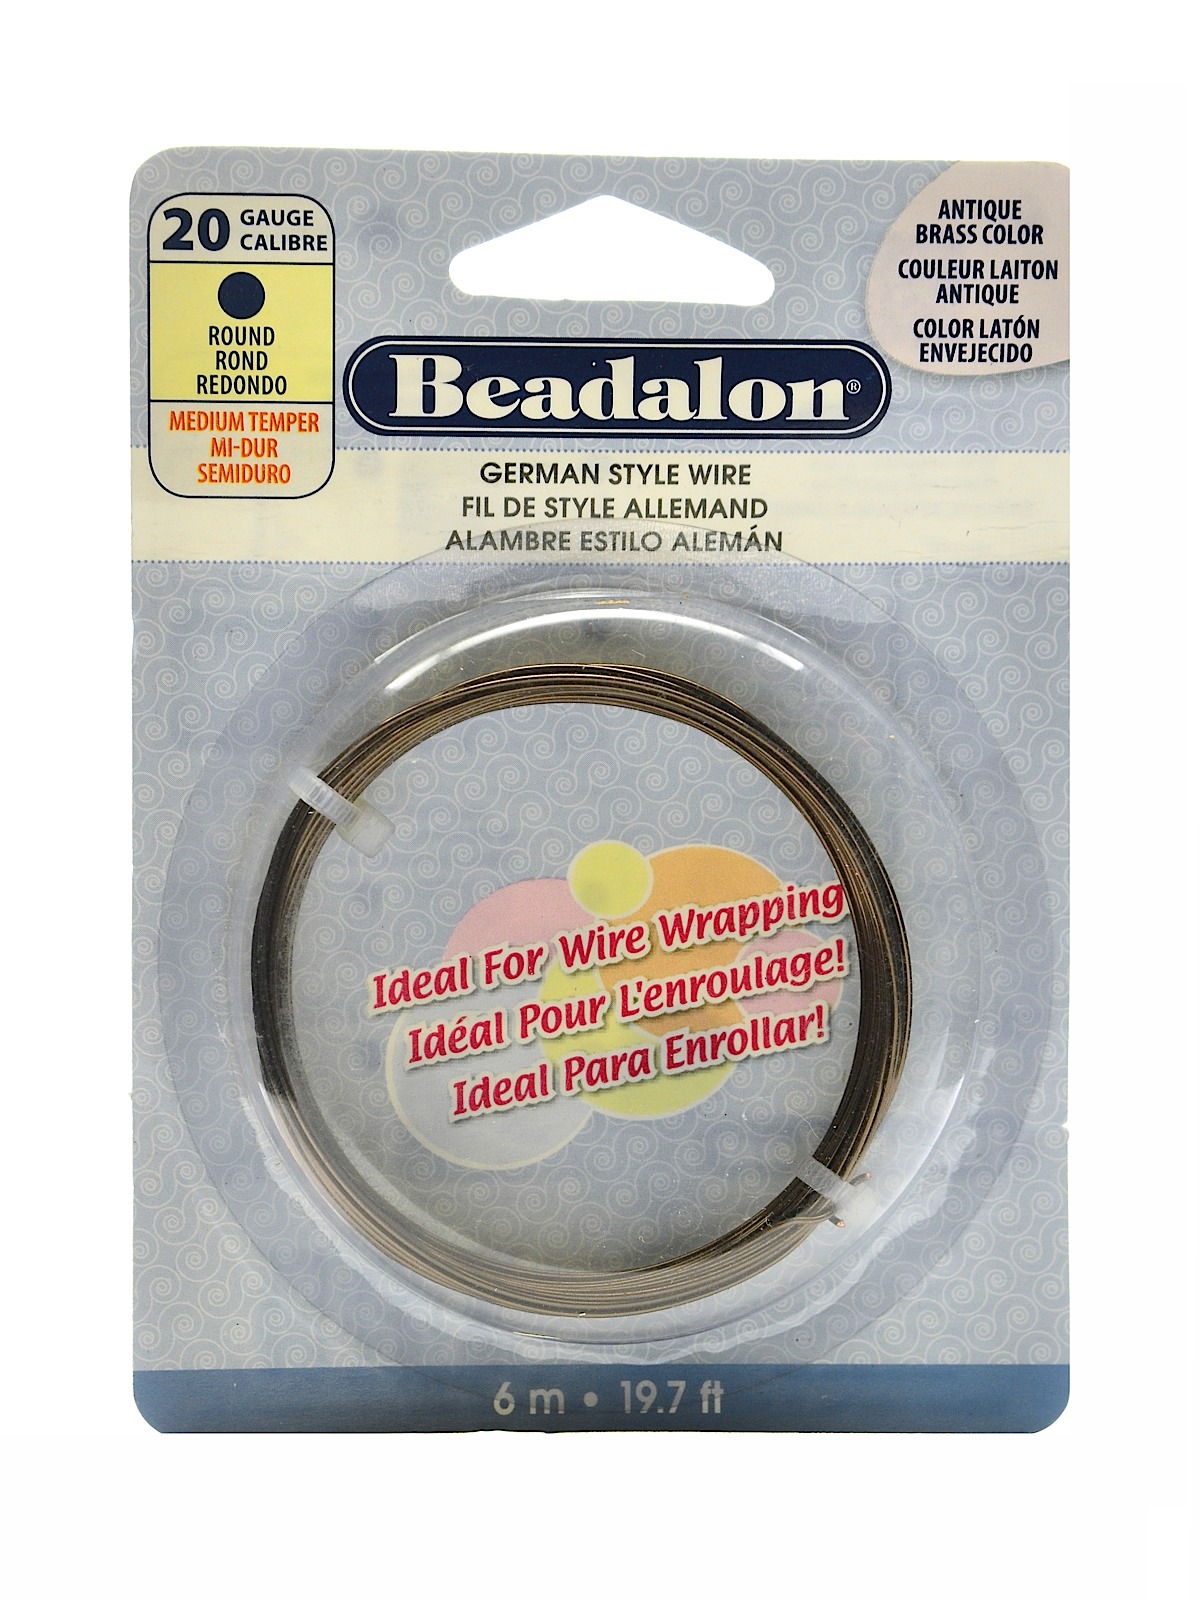 20 GAUGE
CALIBRE
ROUND
ROND
REDONDO
MEDIUM TEMPER
MI-DUR
SEMIDURO
ANTIQUE
BRASS COLOR
COULEUR LAITON
ANTIQUE
COLOR LATÓN
ENVEJECIDO
Beadalon®
GERMAN STYLE WIRE
FIL DE STYLE ALLEMAND
ALAMBRE ESTILO ALEMÁN
Ideal For Wire Wrapping
Idéal Pour L'enroulage!
Ideal Para Enrollar!
6 m • 19.7 ft